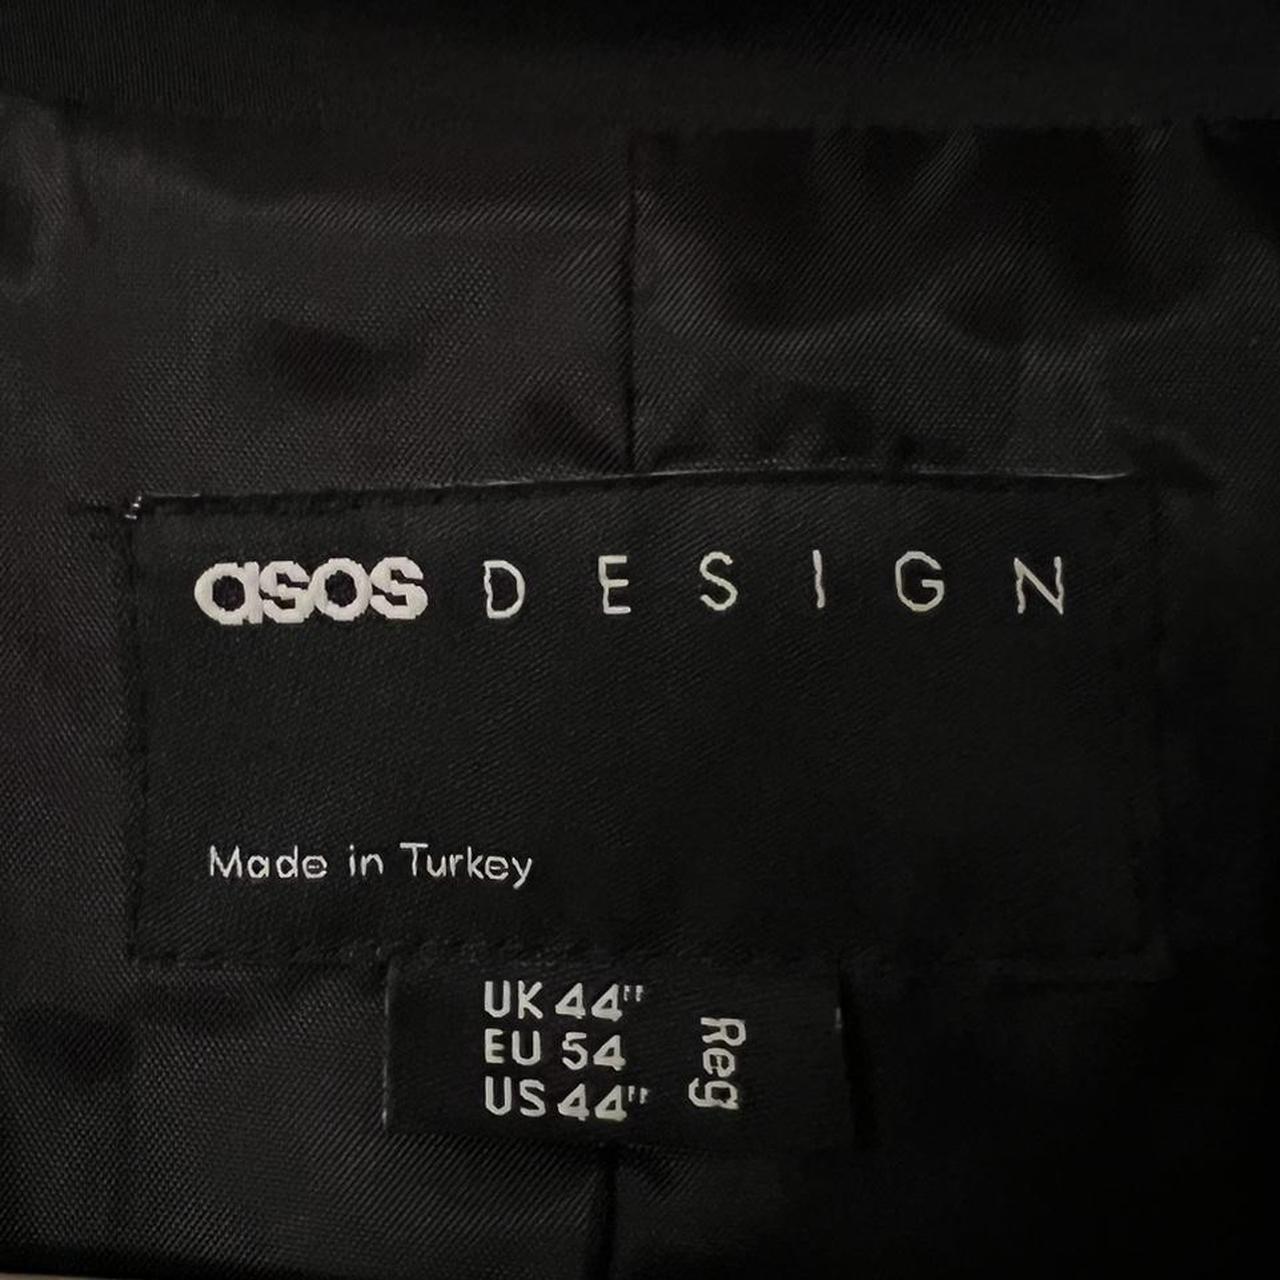 asos DESIGN
Made in Turkey
UK 44"
EU 54
US 44"
Reg